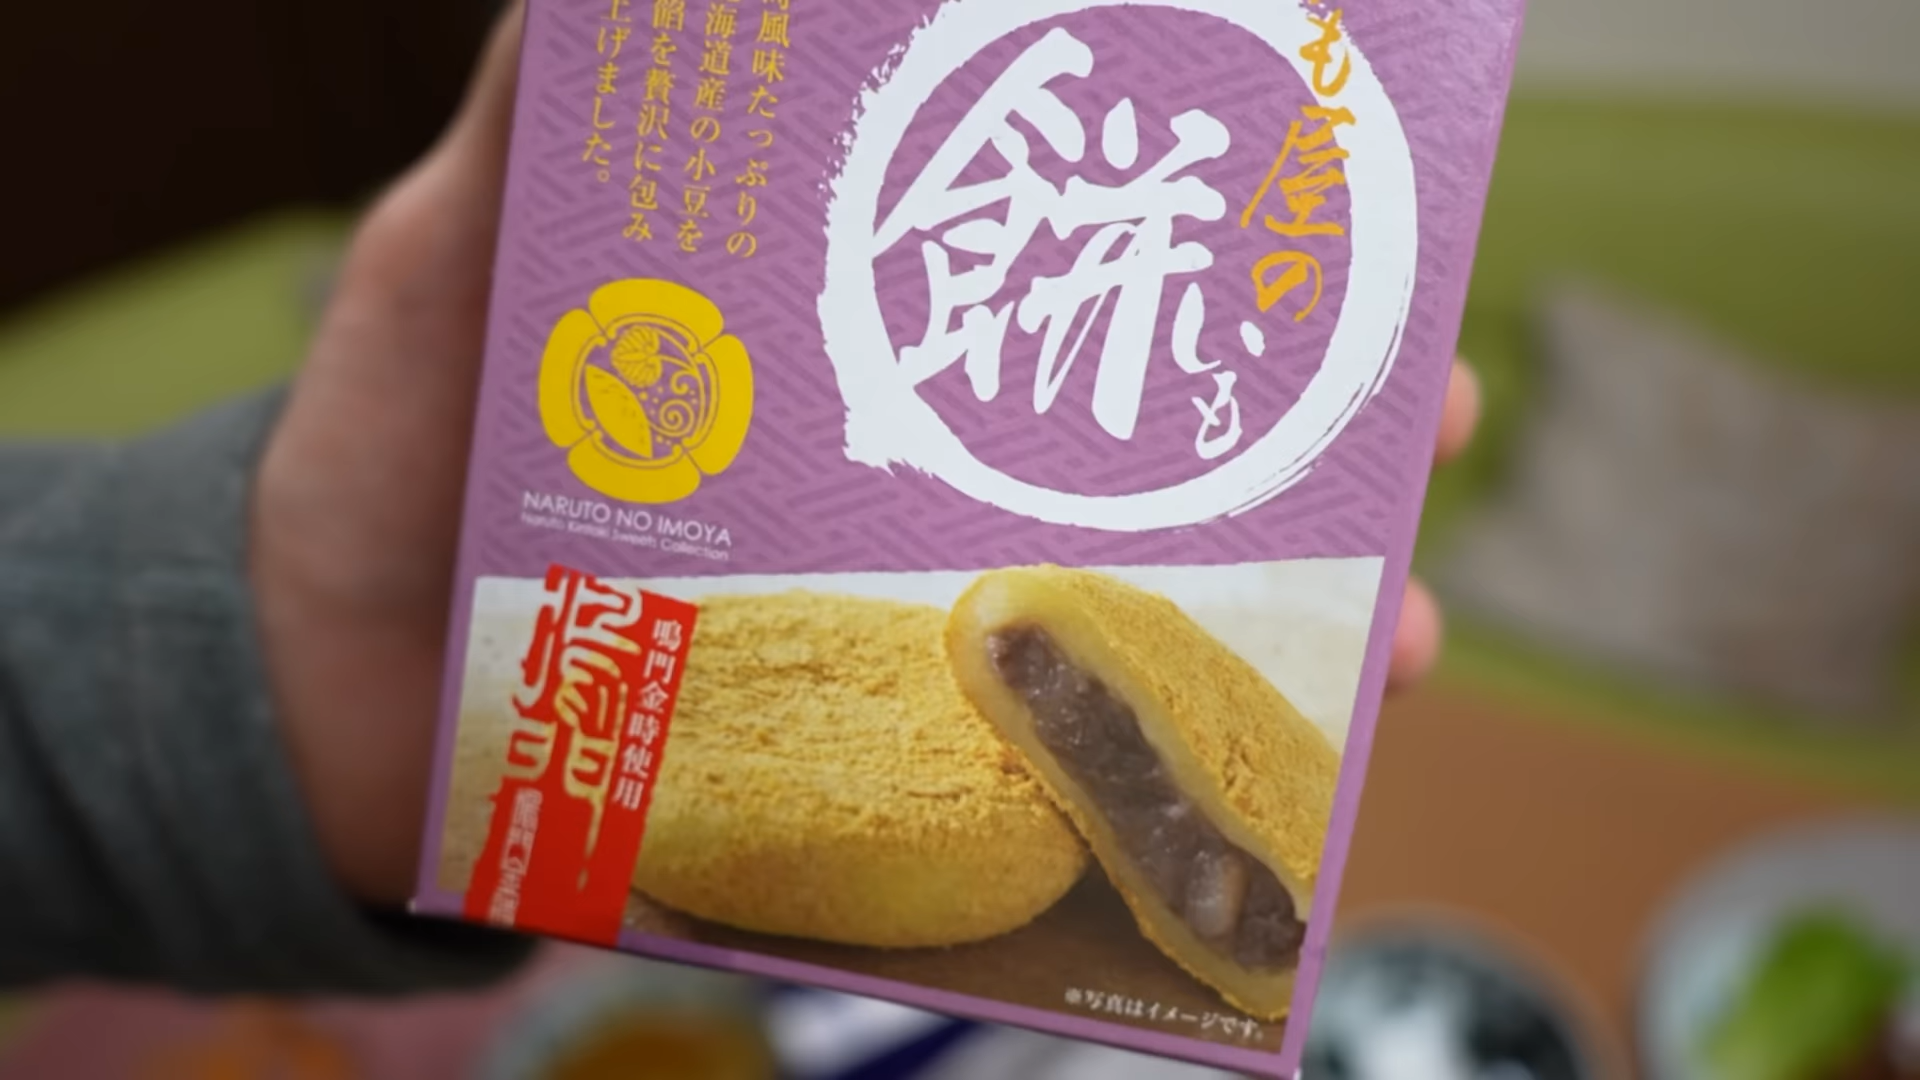 も屋の
いも
餅
風味たっぷりの
海道産の小豆を
餡を贅沢に包み
上げました。
NARUTO NO IMOYA
Naruto Kintoki Sweets Collection
鳴門金時使用
※写真はイメージです。